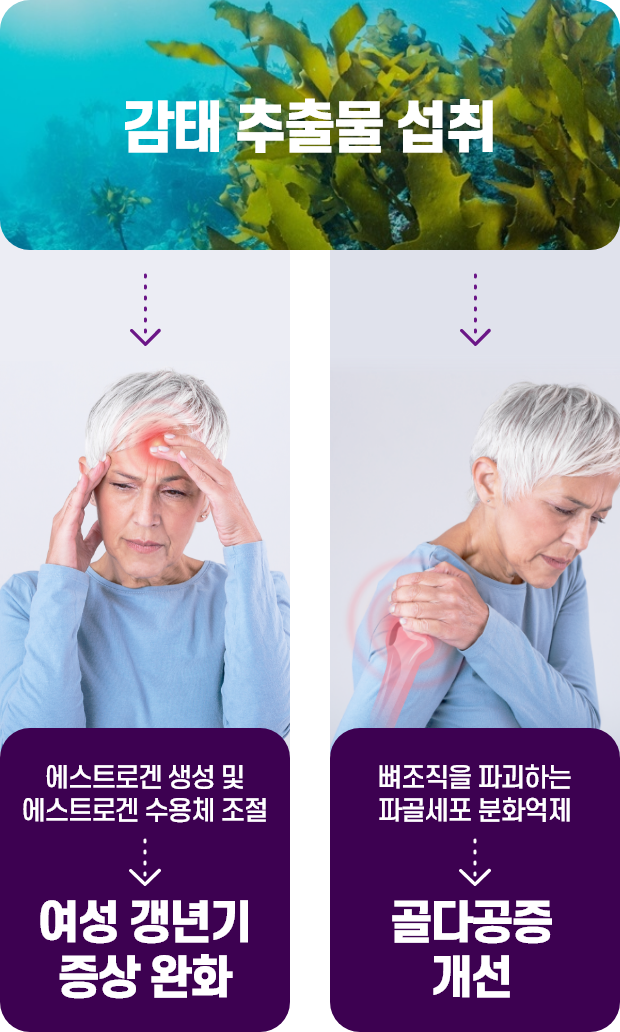 감태 추출물 섭취
에스트로겐 생성 및
에스트로겐 수용체 조절
여성 갱년기
증상 완화
뼈조직을 파괴하는
파골세포 분화억제
골다공증
개선